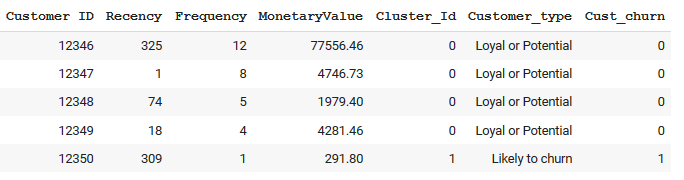 Customer ID Recency Frequency MonetaryValue Cluster_Id Customer_type Cust_churn
12346 325 12 77556.46 0 Loyal or Potential 0
12347 1 8 4746.73 0 Loyal or Potential 0
12348 74 5 1979.40 0 Loyal or Potential 0
12349 18 4 4281.46 0 Loyal or Potential 0
12350 309 1 291.80 1 Likely to churn 1